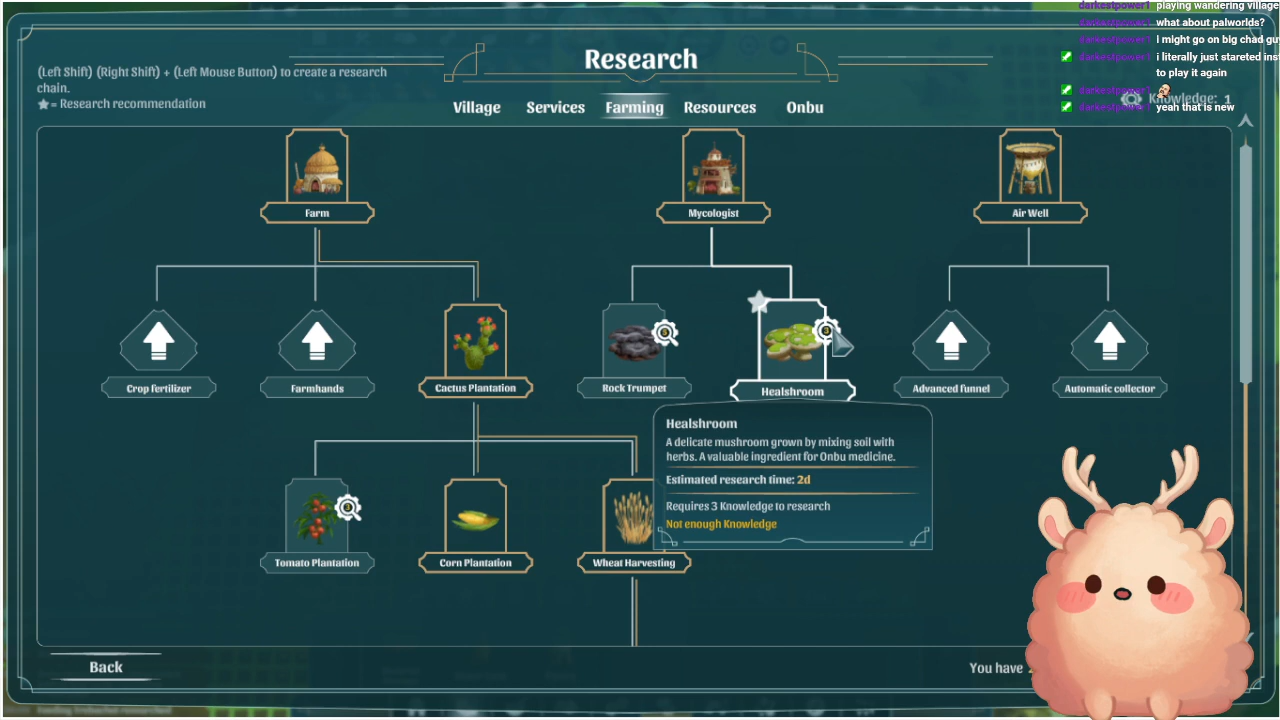 darkestpower1 playing wandering village
darkestpower1 what about palworlds?
darkestpower1 i might go on big chad
darkestpower1 i literally just stareted
to play it again
darkestpower1
darkestpower1 yeah that is new
Research
(Left Shift) (Right Shift) + (Left Mouse Button) to create a research
chain.
= Research recommendation
Knowledge: 1
Village Services Farming Resources Onbu
Farm Mycologist Air Well
Crop fertilizer Farmhands Cactus Plantation Rock Trumpet Healshroom Advanced funnel Automatic collector
Healshroom
A delicate mushroom grown by mixing soil with
herbs. A valuable ingredient for Onbu medicine.
Estimated research time: 2d
Requires 3 Knowledge to research
Not enough Knowledge
Tomato Plantation Corn Plantation Wheat Harvesting
Back
You have